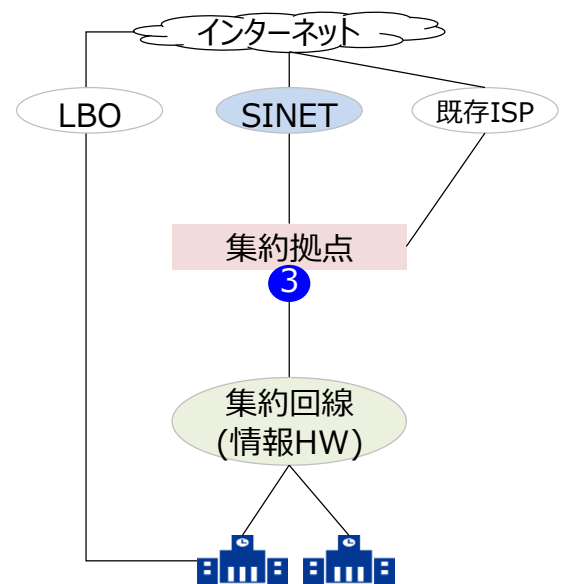 インターネット
LBO
SINET
既存ISP
集約拠点
3
集約回線
(情報HW)